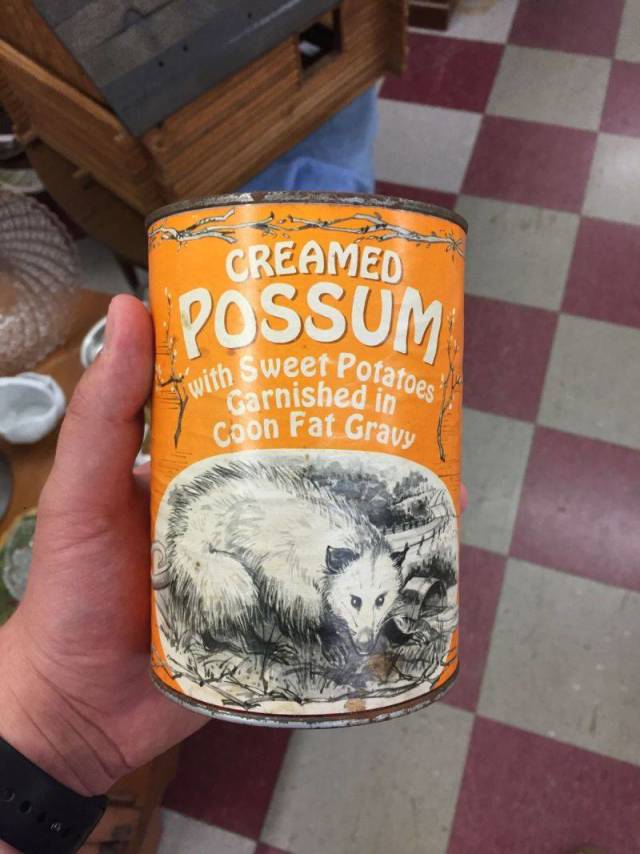 CREAMED
POSSUM
with Sweet Potatoes
Garnished in
Coon Fat Gravy